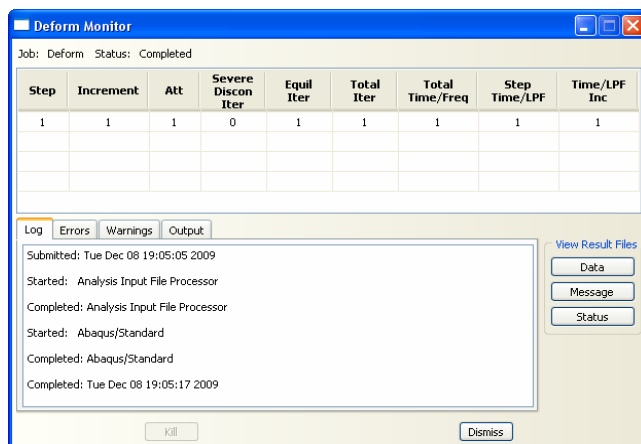 Deform Monitor
Job: Deform Status: Completed
Step Increment Att Severe Discon Iter Equil Iter Total Iter Total Time/Freq Step Time/LPF Time/LPF Inc
1 1 1 0 1 1 1 1 1
Log Errors Warnings Output
Submitted: Tue Dec 08 19:05:05 2009
Started: Analysis Input File Processor
Completed: Analysis Input File Processor
Started: Abaqus/Standard
Completed: Abaqus/Standard
Completed: Tue Dec 08 19:05:17 2009
View Result Files
Data
Message
Status
Kill Dismiss